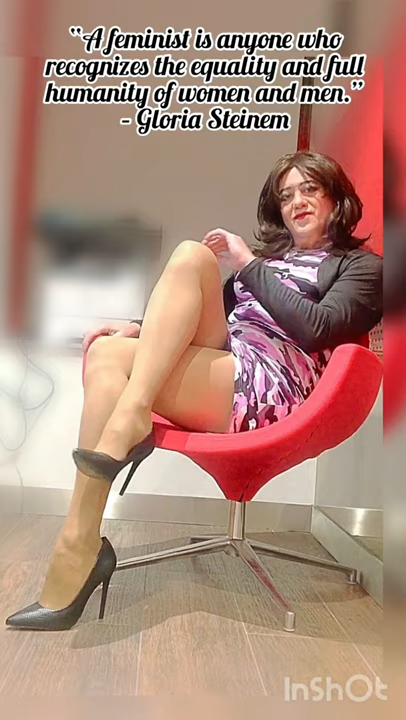 “A feminist is anyone who
recognizes the equality and full
humanity of women and men.”
- Gloria Steinem
InShOt